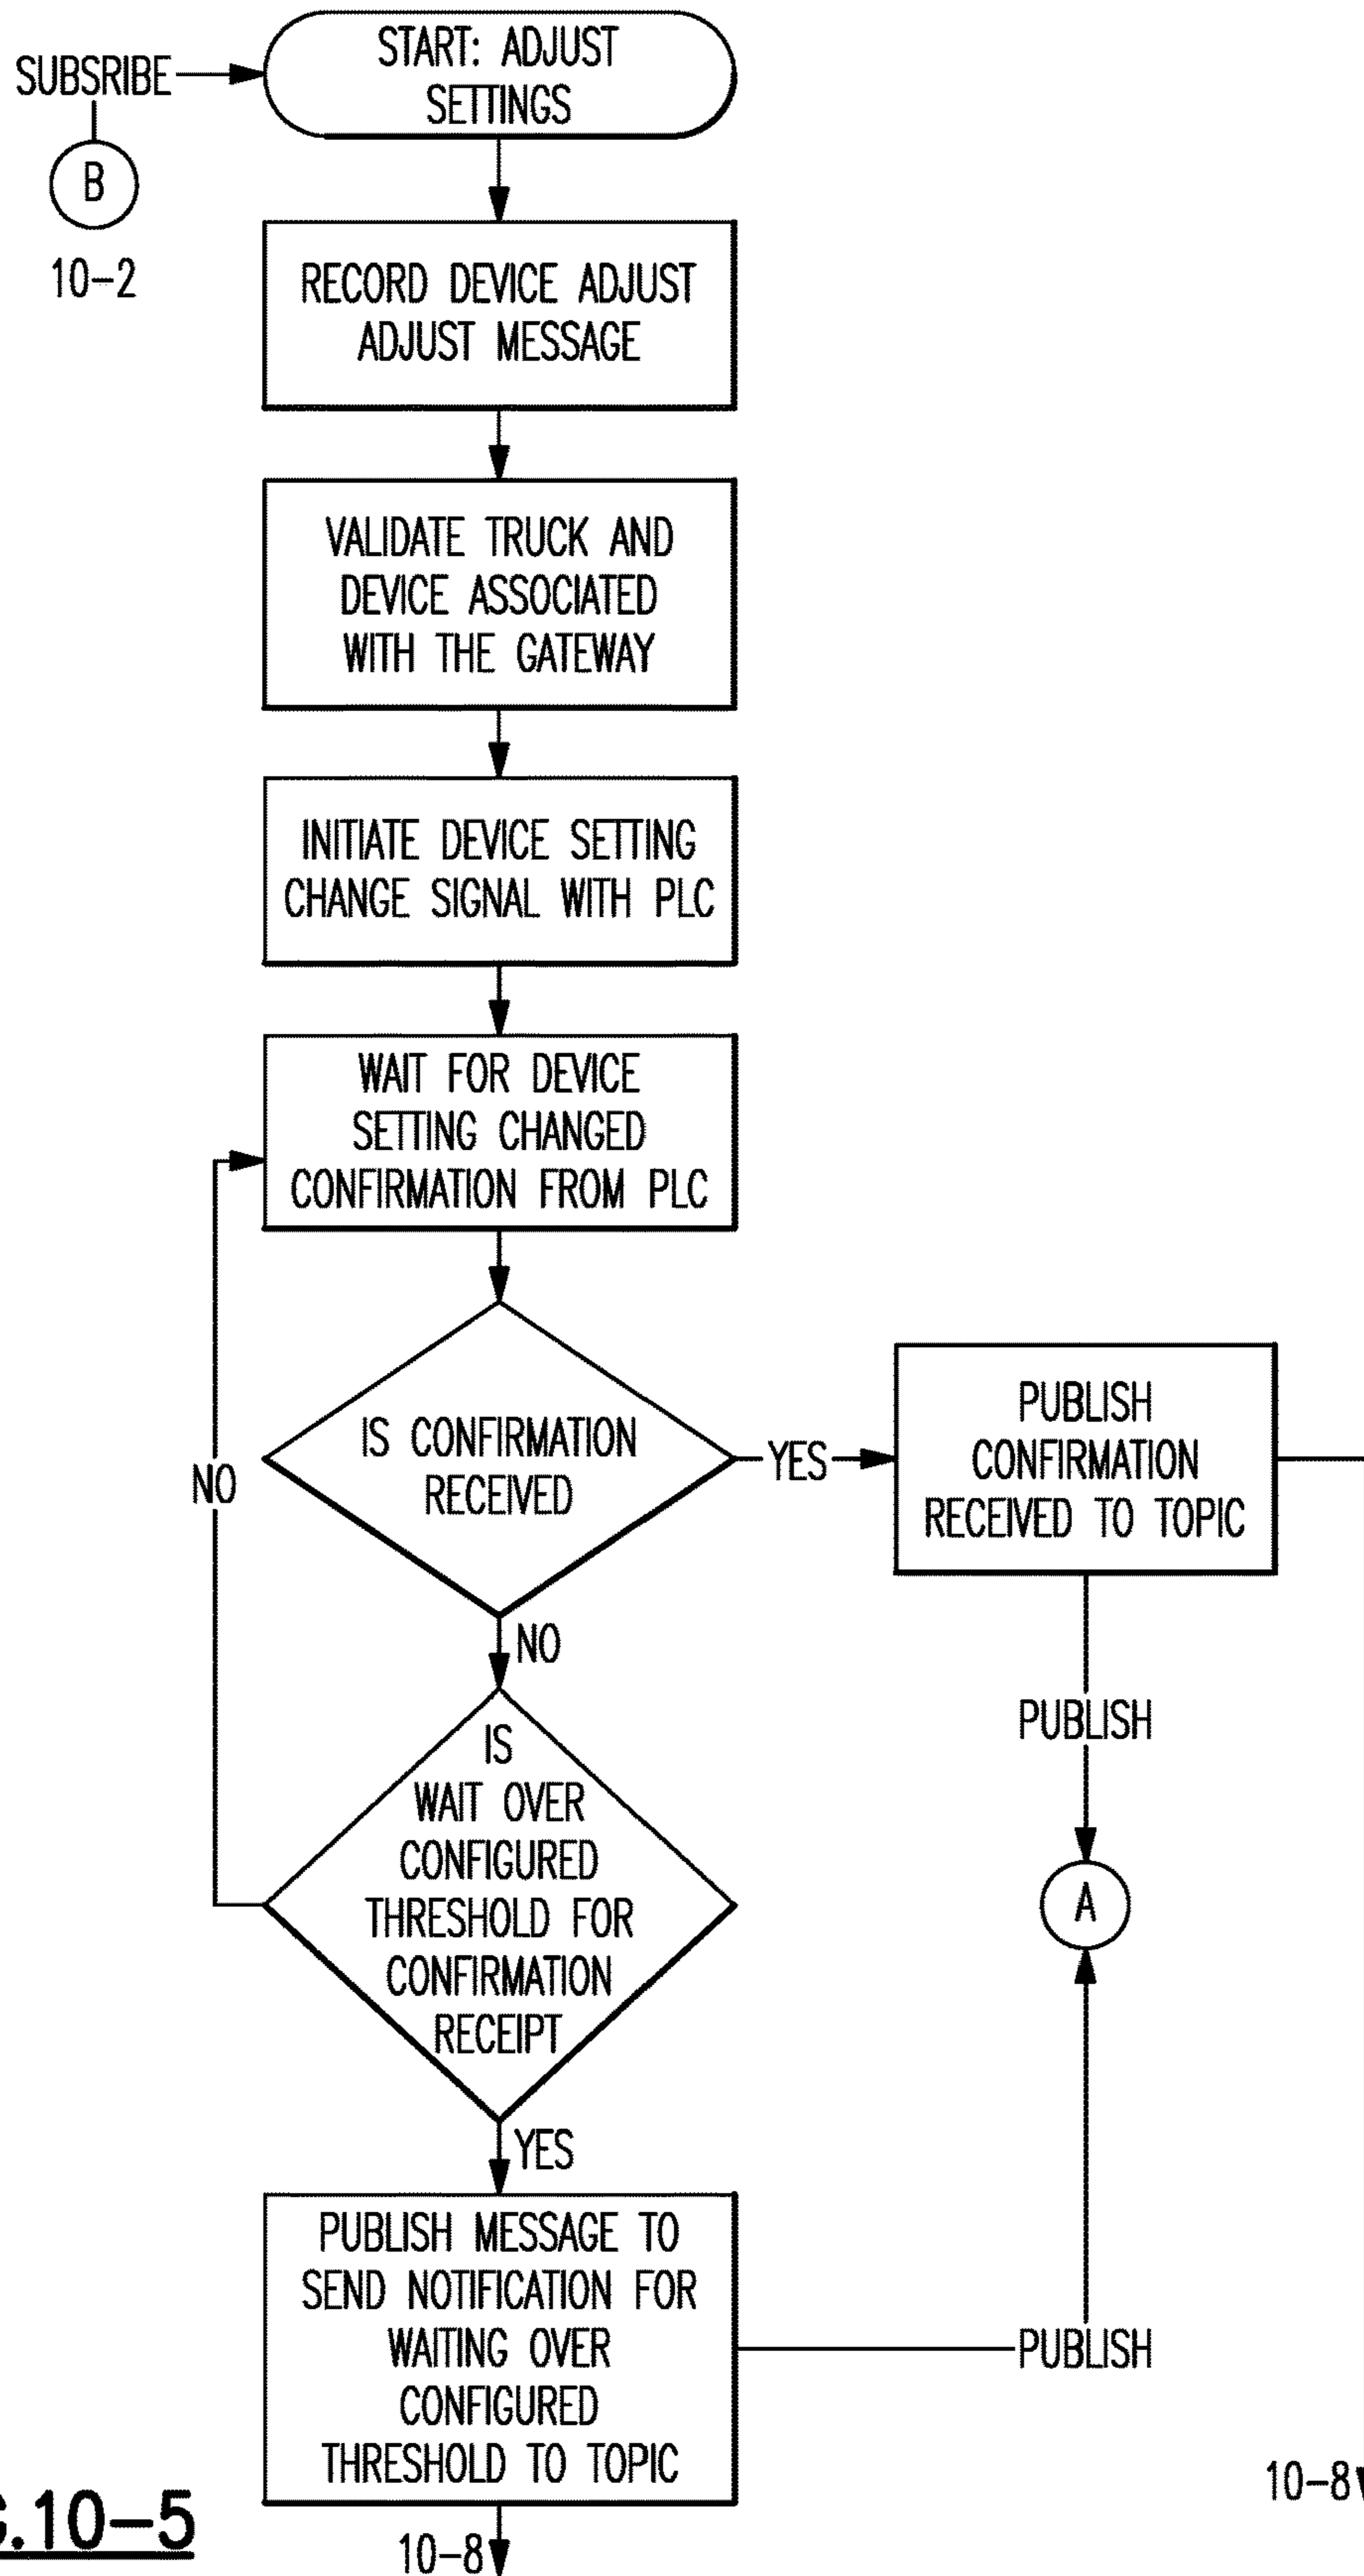 START: ADJUST
SETTINGS
SUBSRIBE
B
10-2
RECORD DEVICE ADJUST
ADJUST MESSAGE
VALIDATE TRUCK AND
DEVICE ASSOCIATED
WITH THE GATEWAY
INITIATE DEVICE SETTING
CHANGE SIGNAL WITH PLC
WAIT FOR DEVICE
SETTING CHANGED
CONFIRMATION FROM PLC
IS CONFIRMATION
RECEIVED
YES
PUBLISH
CONFIRMATION
RECEIVED TO TOPIC
NO
NO
PUBLISH
IS
WAIT OVER
CONFIGURED
THRESHOLD FOR
CONFIRMATION
RECEIPT
A
YES
PUBLISH MESSAGE TO
SEND NOTIFICATION FOR
WAITING OVER
CONFIGURED
THRESHOLD TO TOPIC
PUBLISH
10-8
10-8
G.10-5